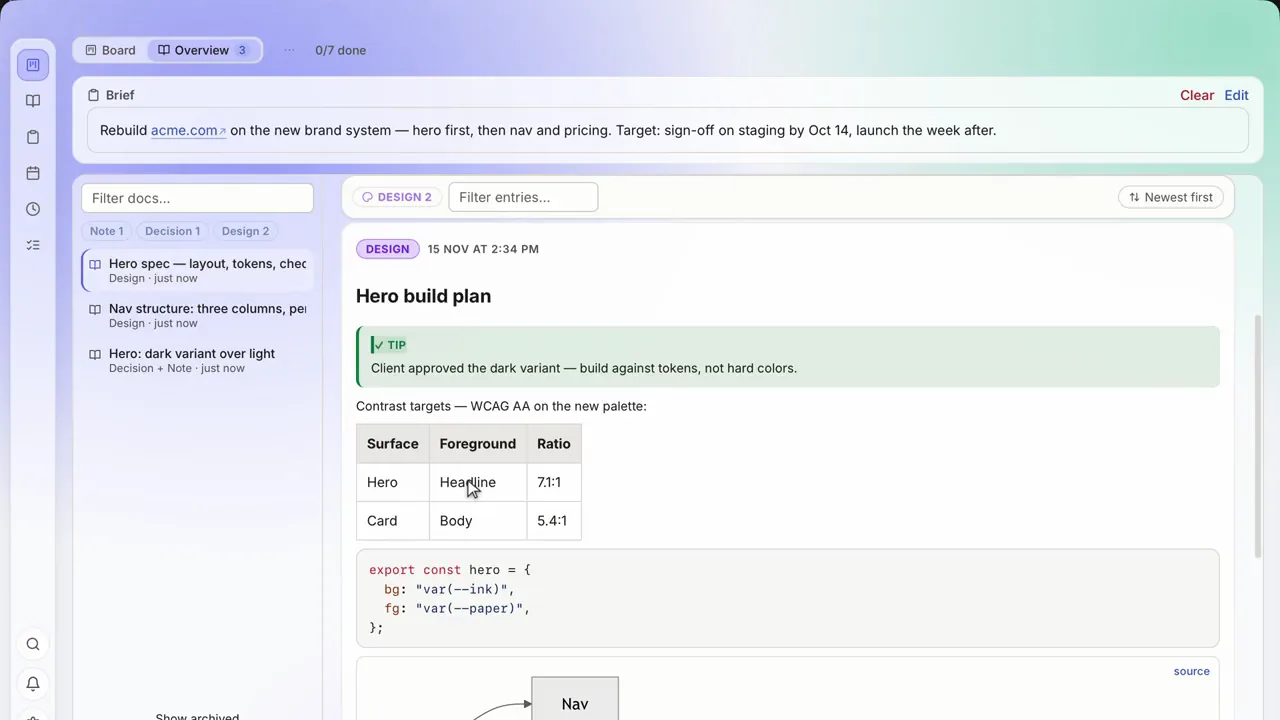 Board
Overview 3
···
0/7 done
Brief
Clear
Edit
Rebuild acme.com↗ on the new brand system — hero first, then nav and pricing. Target: sign-off on staging by Oct 14, launch the week after.
Filter docs...
Note 1
Decision 1
Design 2
Hero spec — layout, tokens, chec
Design · just now
Nav structure: three columns, pe
Design · just now
Hero: dark variant over light
Decision + Note · just now
Show archived
DESIGN 2
Filter entries...
Newest first
DESIGN
15 NOV AT 2:34 PM
Hero build plan
✓ TIP
Client approved the dark variant — build against tokens, not hard colors.
Contrast targets — WCAG AA on the new palette:
Surface Foreground Ratio
Hero Headline 7.1:1
Card Body 5.4:1
export const hero = {
bg: "var(--ink)",
fg: "var(--paper)",
};
source
Nav